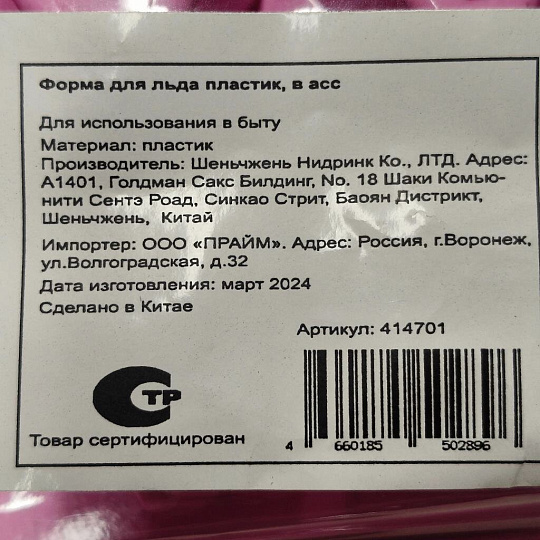 Форма для льда пластик, в асс
Для использования в быту
Материал: пластик
Производитель: Шеньчжень Нидринк Ко., ЛТД. Адрес:
А1401, Голдман Сакс Билдинг, No. 18 Шаки Комью-
нити Сентэ Роад, Синкао Стрит, Баоян Дистрикт,
Шеньчжень, Китай
Импортер: ООО «ПРАЙМ». Адрес: Россия, г.Воронеж,
ул.Волгоградская, д.32
Дата изготовления: март 2024
Сделано в Китае
Артикул: 414701
СТР
Товар сертифицирован
4 660185 502896